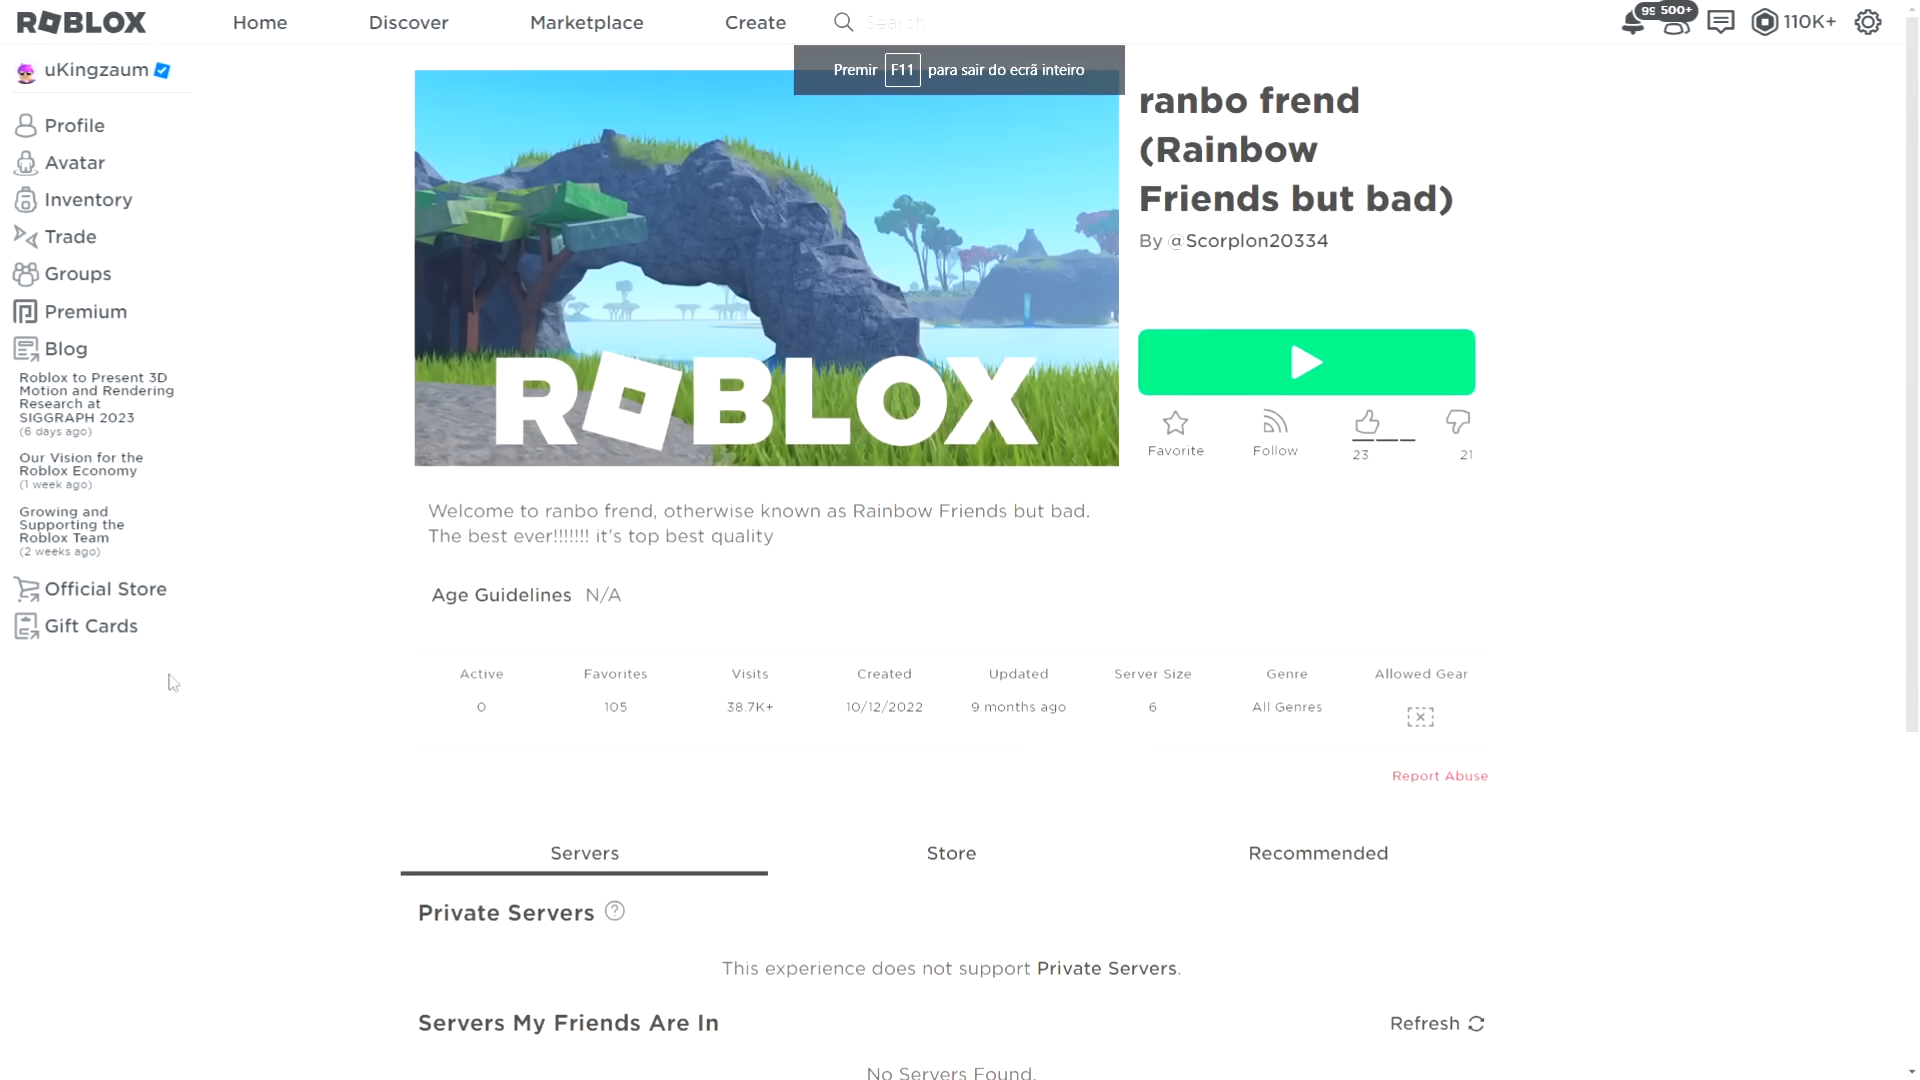 ROBLOX
Home
Discover
Marketplace
Create
Search
500+
110K+
uKingzaum
Premir F11 para sair do ecrã inteiro
Profile
Avatar
Inventory
Trade
Groups
Premium
Blog
Roblox to Present 3D
Motion and Rendering
Research at
SIGGRAPH 2023
(6 days ago)
Our Vision for the
Roblox Economy
(1 week ago)
Growing and
Supporting the
Roblox Team
(2 weeks ago)
Official Store
Gift Cards
ROBLOX
ranbo frend
(Rainbow
Friends but bad)
By @Scorplon20334
Favorite
Follow
23
21
Welcome to ranbo frend, otherwise known as Rainbow Friends but bad.
The best ever!!!!!!! it's top best quality
Age Guidelines N/A
Active
Favorites
Visits
Created
Updated
Server Size
Genre
Allowed Gear
0
105
38.7K+
10/12/2022
9 months ago
6
All Genres
Report Abuse
Servers
Store
Recommended
Private Servers ?
This experience does not support Private Servers.
Servers My Friends Are In
Refresh
No Servers Found.